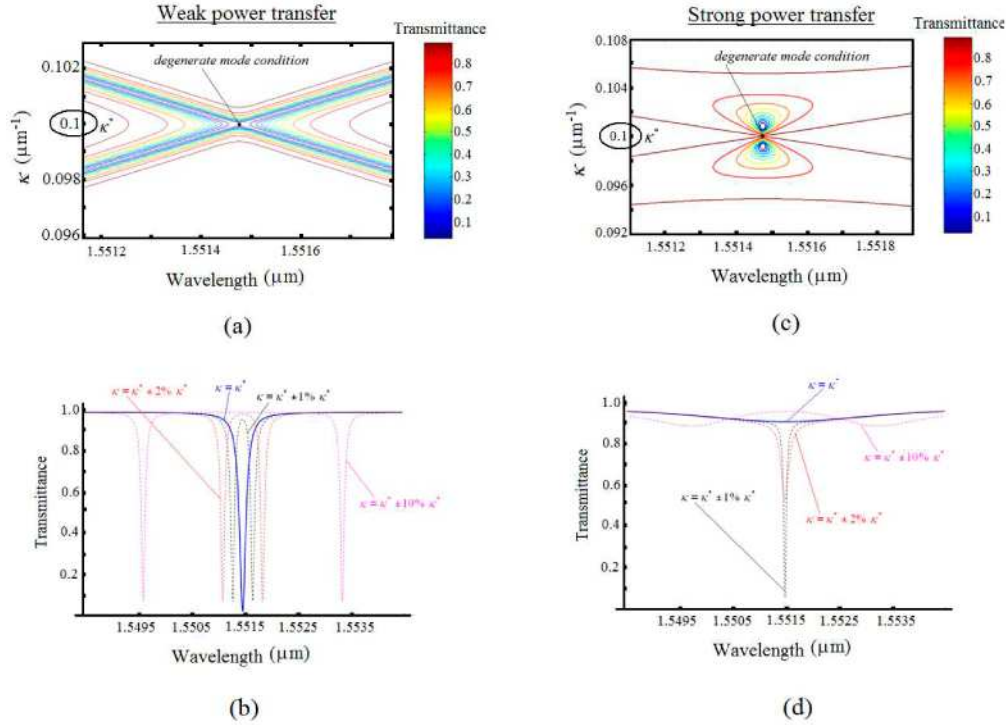 Weak power transfer
Transmittance
degenerate mode condition
0.102
0.1
κ*
0.098
0.096
κ (μm⁻¹)
0.8
0.7
0.6
0.5
0.4
0.3
0.2
0.1
1.5512
1.5514
1.5516
Wavelength (μm)
(a)
Strong power transfer
Transmittance
degenerate mode condition
0.108
0.104
0.1
κ*
0.096
0.092
κ (μm⁻¹)
0.8
0.7
0.6
0.5
0.4
0.3
0.2
0.1
1.5512
1.5514
1.5516
1.5518
Wavelength (μm)
(c)
κ = κ* ± 2% κ*
κ = κ*
κ = κ* ±1% κ*
κ = κ* ±10% κ*
1.0
0.8
0.6
0.4
0.2
Transmittance
1.5495
1.5505
1.5515
1.5525
1.5535
Wavelength (μm)
(b)
κ = κ*
κ = κ* ±10% κ*
κ = κ* ±1% κ*
κ = κ* ± 2% κ*
1.0
0.8
0.6
0.4
0.2
Transmittance
1.5495
1.5505
1.5515
1.5525
1.5535
Wavelength (μm)
(d)